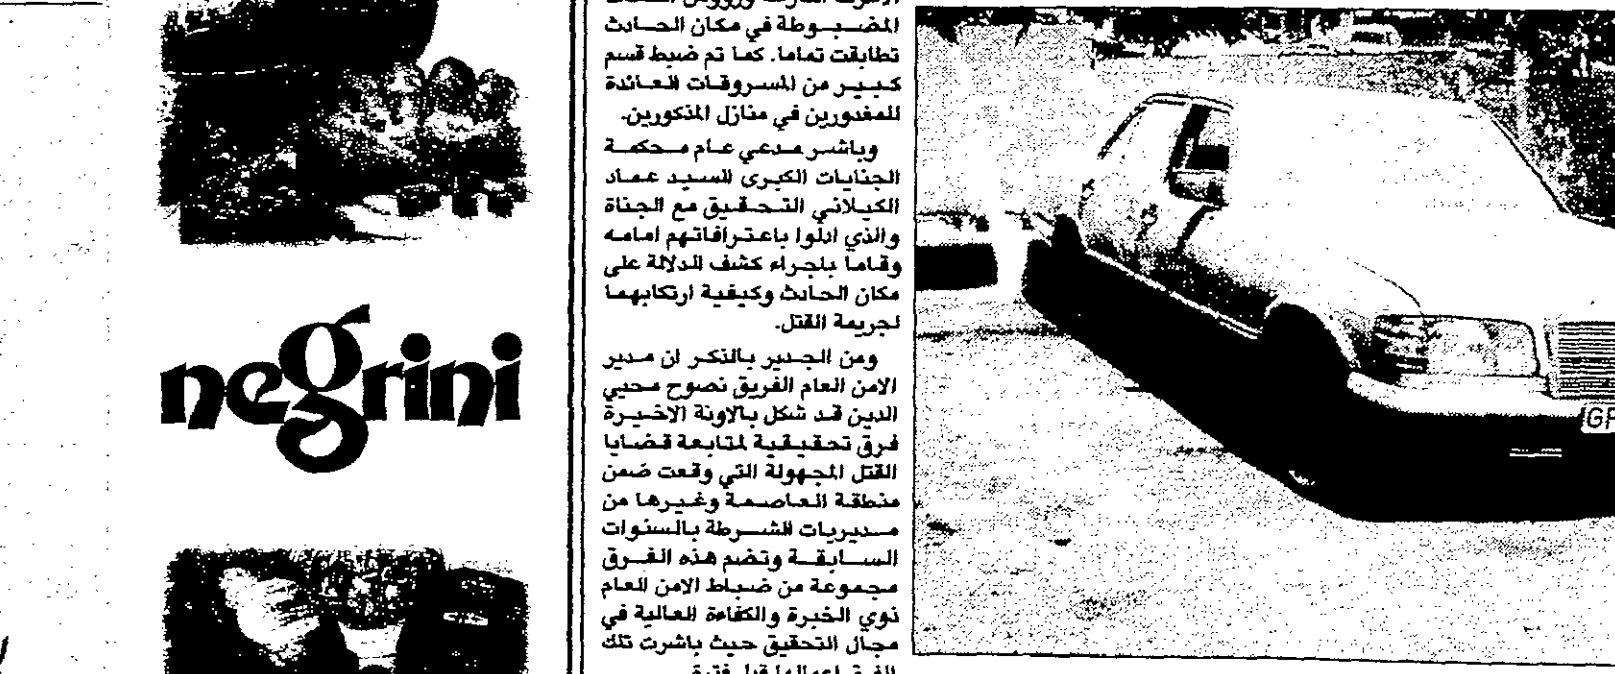 المضبوطة في مكان الحادث
تطابقت تماما. كما تم ضبط قسم
كبير من المسروقات العائدة
للمغدورين في منازل المذكورين.
وباشر مدعي عام محكمة
الجنايات الكبرى السيد عماد
الكيلاني التحقيق مع الجناة
والذي ادلوا باعترافاتهم امامه
وقاما باجراء كشف الدلالة على
مكان الحادث وكيفية ارتكابهما
لجريمة القتل.
ومن الجدير بالذكر ان مدير
الامن العام الفريق نصوح محيي
الدين قد شكل بالاونة الاخيرة
فرق تحقيقية لمتابعة قضايا
القتل المجهولة التي وقعت ضمن
منطقة العاصمة وغيرها من
مديريات الشرطة بالسنوات
السابقة وتضم هذه الفرق
مجموعة من ضباط الامن العام
ذوي الخبرة والكفاءة العالية في
مجال التحقيق حيث باشرت تلك
الفرق اعمالها قبل فترة
negrini
GF